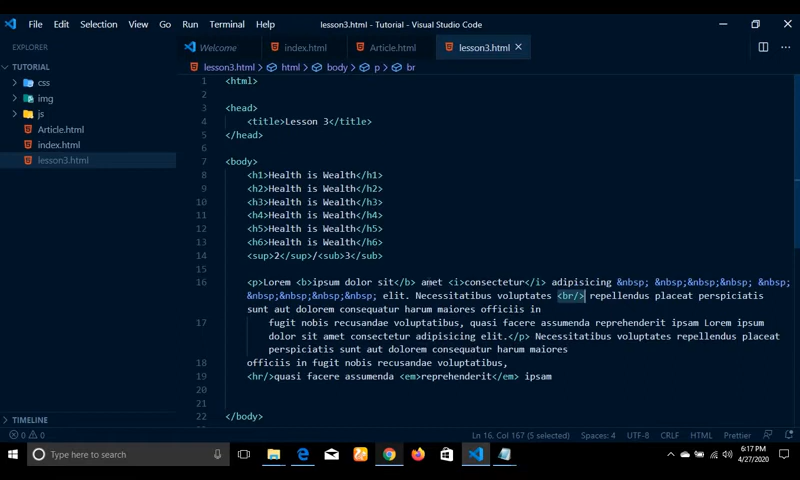 File Edit Selection View Go Run Terminal Help lesson3.html - Tutorial - Visual Studio Code
EXPLORER
Welcome index.html Article.html lesson3.html
TUTORIAL
lesson3.html > html > body > p > br
css
img
js
Article.html
index.html
lesson3.html
1 <html>
2
3 <head>
4 <title>Lesson 3</title>
5 </head>
6
7 <body>
8 <h1>Health is Wealth</h1>
9 <h2>Health is Wealth</h2>
10 <h3>Health is Wealth</h3>
11 <h4>Health is Wealth</h4>
12 <h5>Health is Wealth</h5>
13 <h6>Health is Wealth</h6>
14 <sup>2</sup>/<sub>3</sub>
15
16 <p>Lorem <b>ipsum dolor sit</b> amet <i>consectetur</i> adipisicing &nbsp; &nbsp;&nbsp;&nbsp; &nbsp;
&nbsp;&nbsp;&nbsp;&nbsp; elit. Necessitatibus voluptates <br/> repellendus placeat perspiciatis
sunt aut dolorem consequatur harum maiores officiis in
17 fugit nobis recusandae voluptatibus, quasi facere assumenda reprehenderit ipsam Lorem ipsum
dolor sit amet consectetur adipisicing elit.</p> Necessitatibus voluptates repellendus placeat
perspiciatis sunt aut dolorem consequatur harum maiores
18 officiis in fugit nobis recusandae voluptatibus,
19 <hr/>quasi facere assumenda <em>reprehenderit</em> ipsam
20
21
22 </body>
TIMELINE
0 0 Ln 16, Col 167 (5 selected) Spaces: 4 UTF-8 CRLF HTML Prettier
Type here to search
6:17 PM
4/27/2020